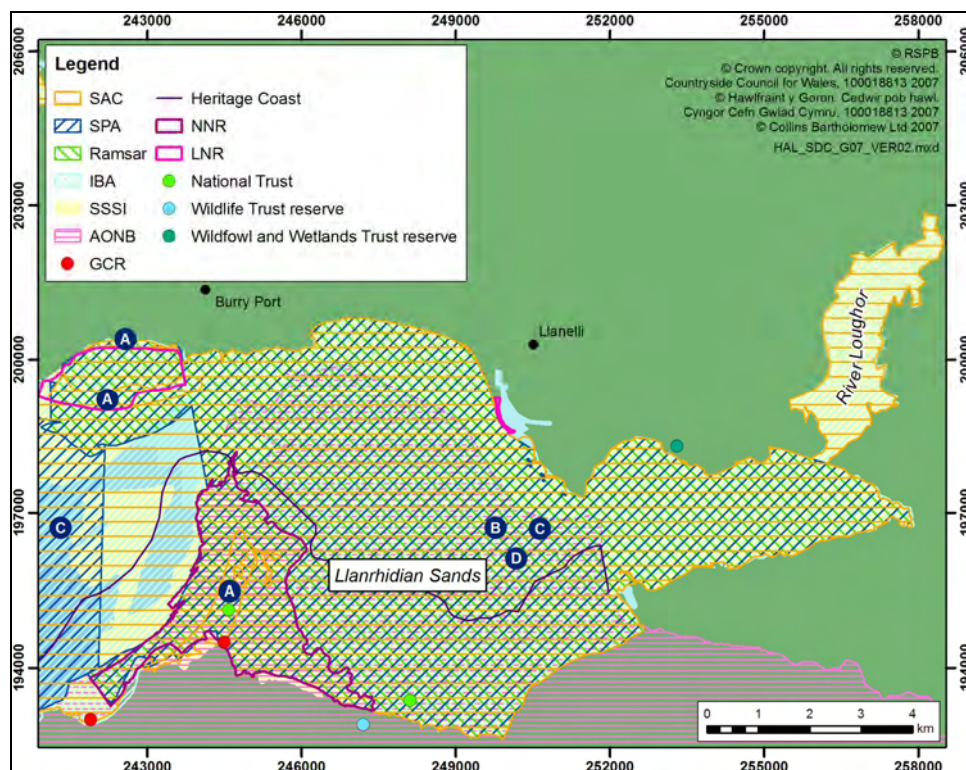 243000 246000 249000 252000 255000 258000
206000 206000
Legend
SAC
SPA
Ramsar
IBA
SSSI
AONB
GCR
Heritage Coast
NNR
LNR
National Trust
Wildlife Trust reserve
Wildfowl and Wetlands Trust reserve
© RSPB
© Crown copyright. All rights reserved.
Countryside Council for Wales, 100018813 2007
© Hawlfraint y Goron. Cedwir pob hawl.
Cyngor Cefn Gwlad Cymru, 100018813 2007
© Collins Bartholomew Ltd 2007
HAL_SDC_G07_VER02.mxd
203000 203000
Burry Port
Llanelli
River Loughor
A
200000 200000
A
197000 197000
C
B
C
D
Llanrhidian Sands
A
194000 194000
0 1 2 3 4
km
243000 246000 249000 252000 255000 258000